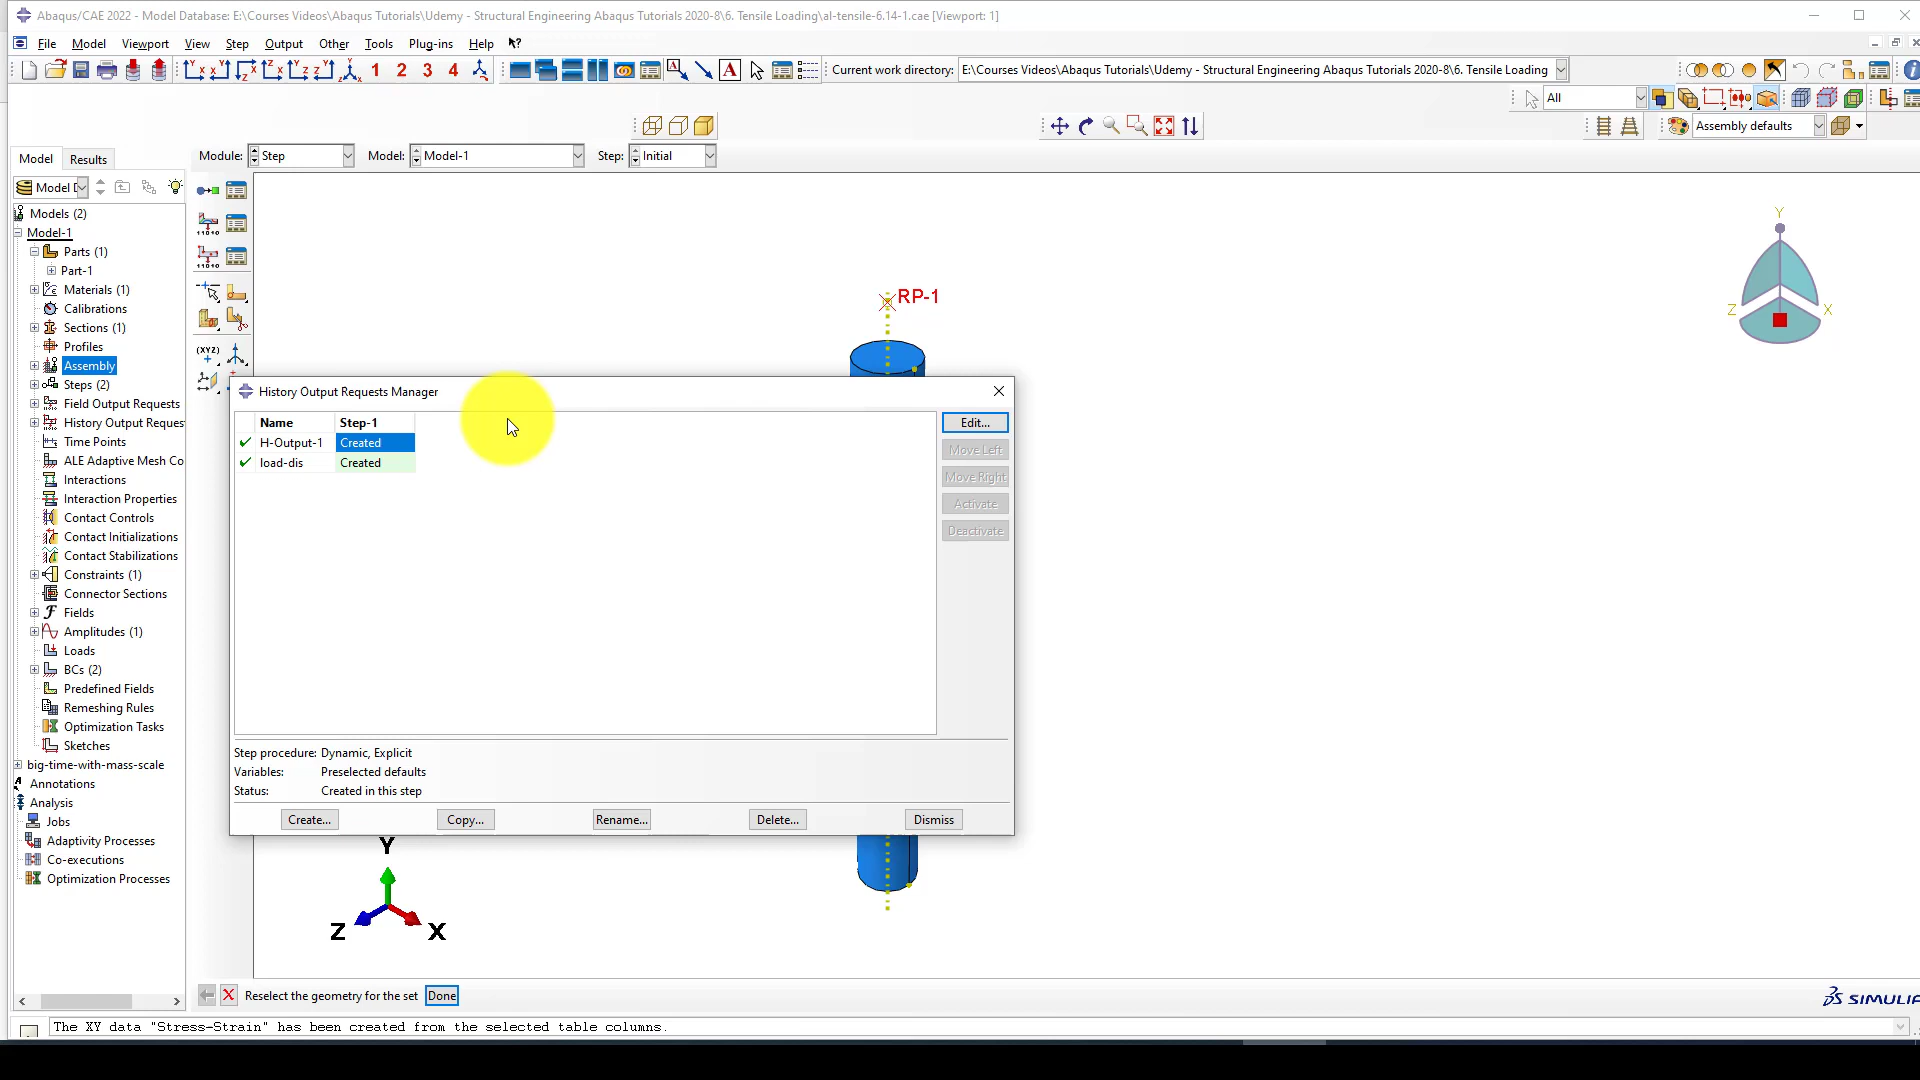 Abaqus/CAE 2022 - Model Database: E:\Courses Videos\Abaqus Tutorials\Udemy - Structural Engineering Abaqus Tutorials 2020-8\6. Tensile Loading\al-tensile-6.14-1.cae [Viewport: 1]
File Model Viewport View Step Output Other Tools Plug-ins Help
1 2 3 4
Current work directory: E:\Courses Videos\Abaqus Tutorials\Udemy - Structural Engineering Abaqus Tutorials 2020-8\6. Tensile Loading
All
Assembly defaults
Model Results
Module: Step Model: Model-1 Step: Initial
Models (2)
Model-1
Parts (1)
Part-1
Materials (1)
Calibrations
Sections (1)
Profiles
Assembly
Steps (2)
Field Output Requests
History Output Reques
Time Points
ALE Adaptive Mesh Co
Interactions
Interaction Properties
Contact Controls
Contact Initializations
Contact Stabilizations
Constraints (1)
Connector Sections
Fields
Amplitudes (1)
Loads
BCs (2)
Predefined Fields
Remeshing Rules
Optimization Tasks
Sketches
big-time-with-mass-scale
Annotations
Analysis
Jobs
Adaptivity Processes
Co-executions
Optimization Processes
RP-1
Y
Z X
History Output Requests Manager
Name Step-1
H-Output-1 Created
load-dis Created
Edit...
Move Left
Move Right
Activate
Deactivate
Step procedure: Dynamic, Explicit
Variables: Preselected defaults
Status: Created in this step
Create... Copy... Rename... Delete... Dismiss
Y
Z X
Reselect the geometry for the set Done
SIMULIA
The XY data "Stress-Strain" has been created from the selected table columns.